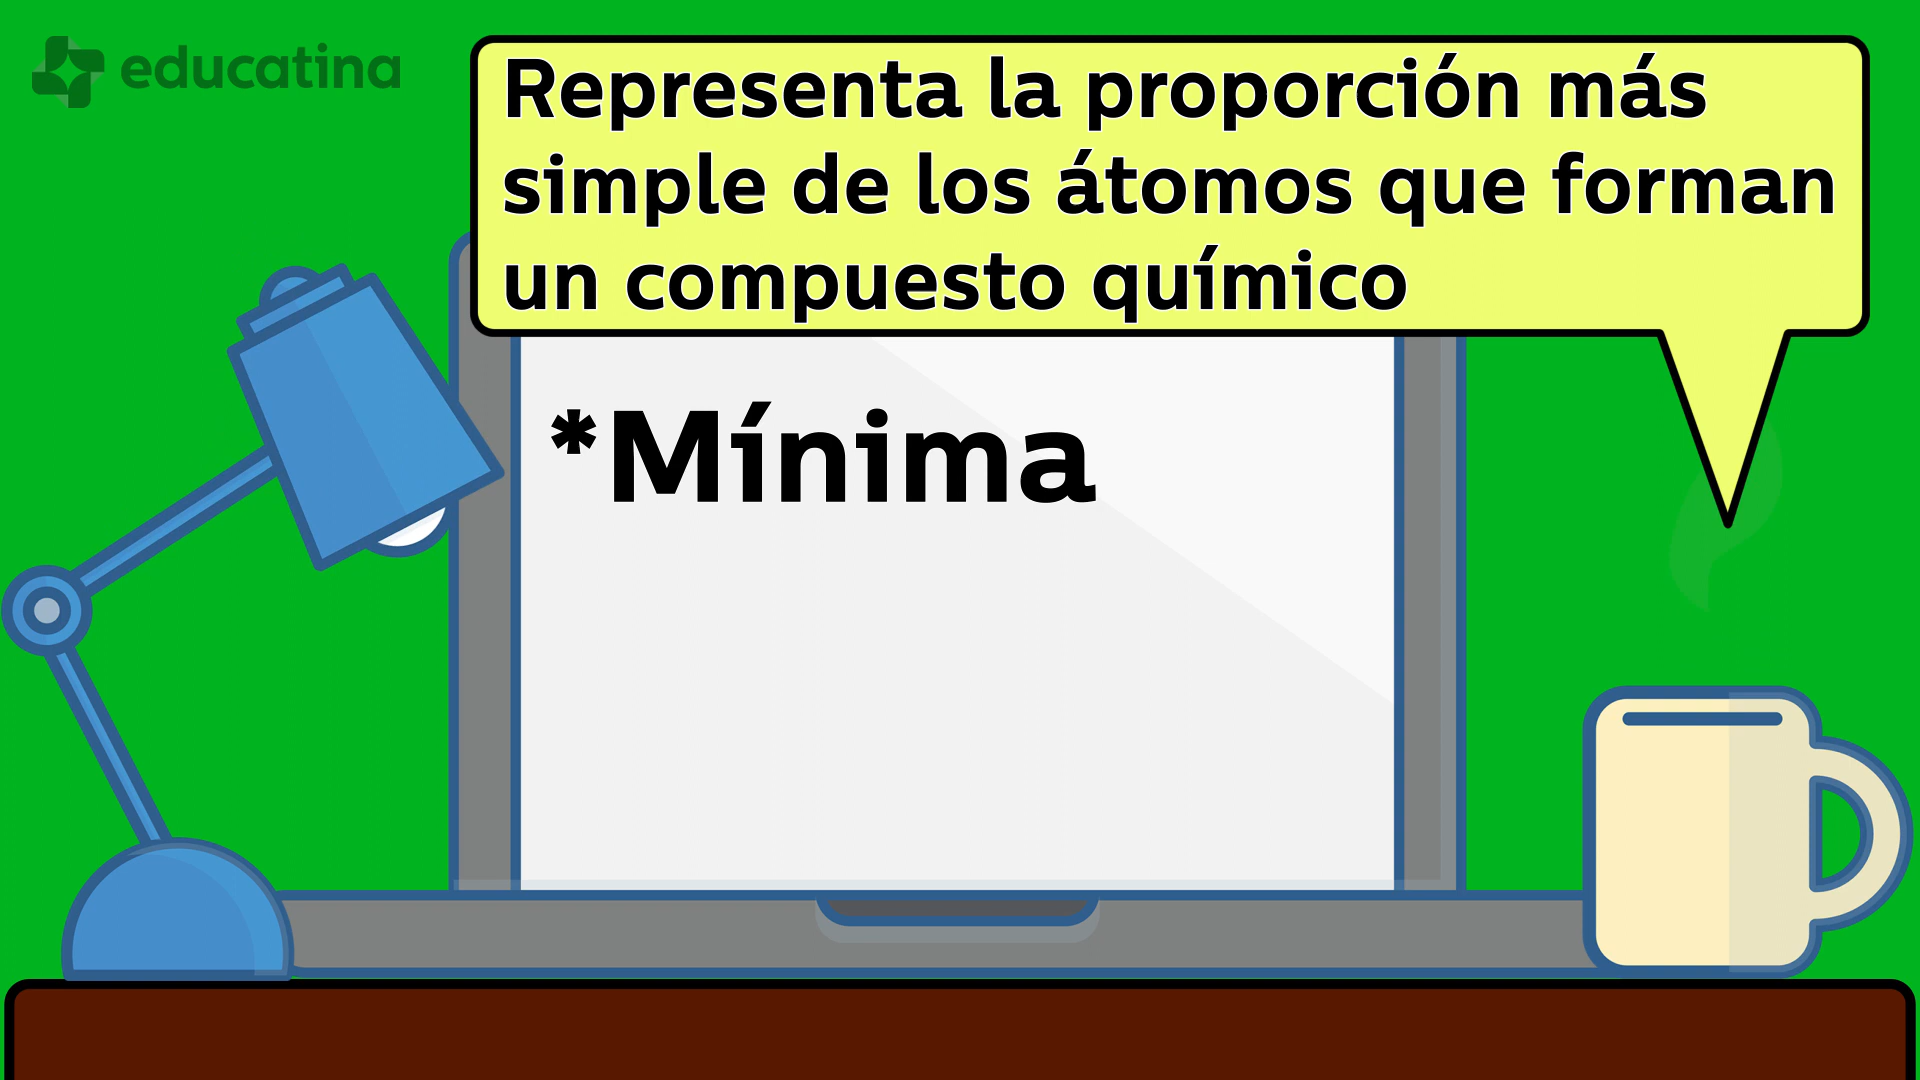 educatina
Representa la proporción más
simple de los átomos que forman
un compuesto químico
*Mínima